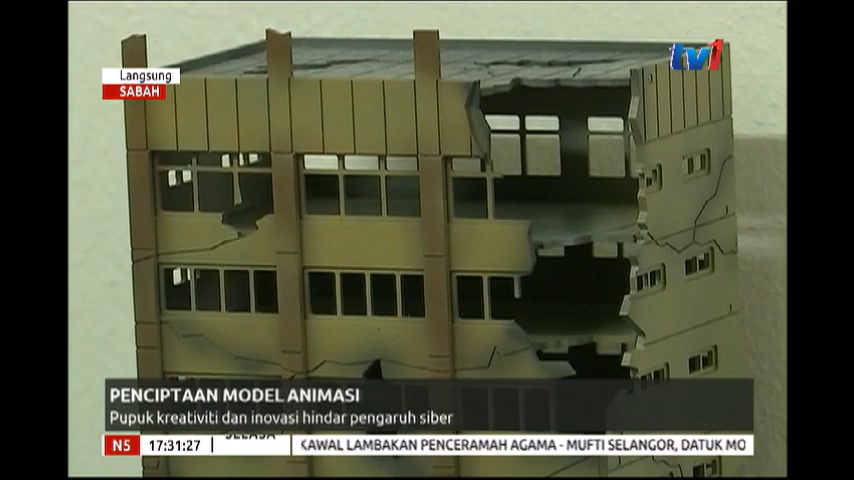 tv1
Langsung
SABAH
PENCIPTAAN MODEL ANIMASI
Pupuk kreativiti dan inovasi hindar pengaruh siber
N5 17:31:27 SELASA KAWAL LAMBAKAN PENCERAMAH AGAMA - MUFTI SELANGOR, DATUK MO